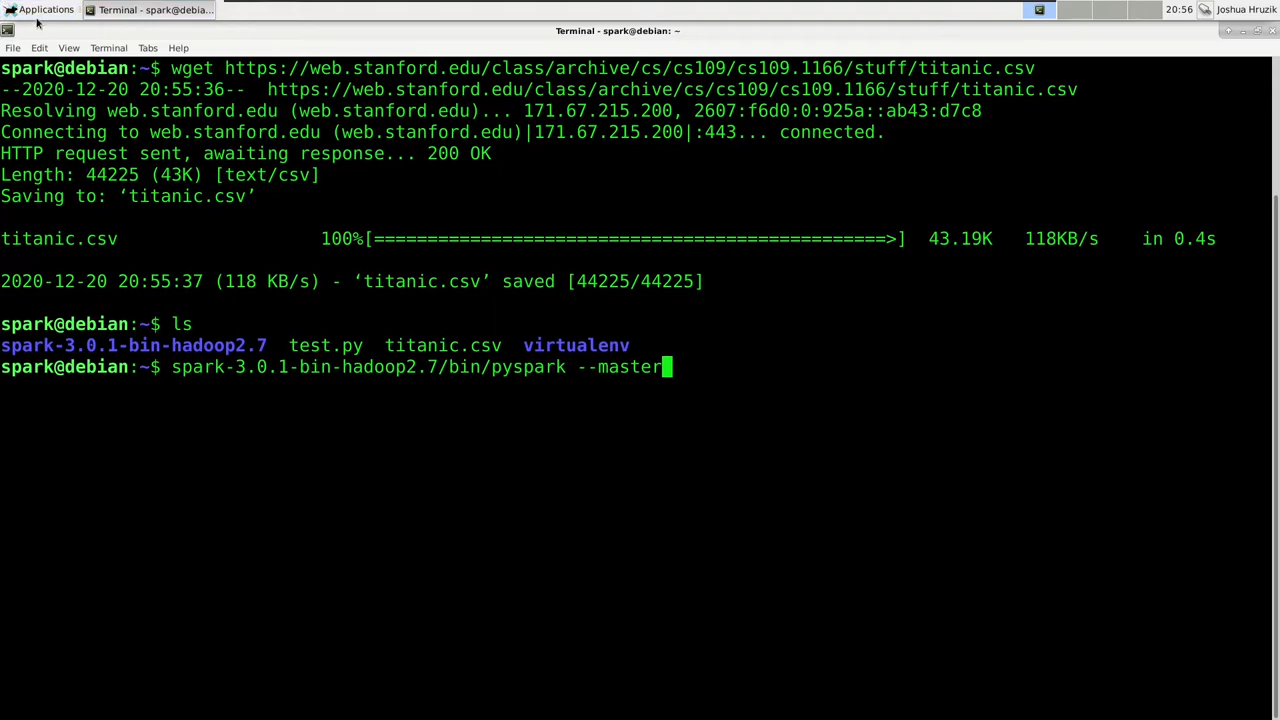 Applications
Terminal - spark@debia...
20:56
Joshua Hruzik
Terminal - spark@debian: ~
File Edit View Terminal Tabs Help
spark@debian:~$ wget https://web.stanford.edu/class/archive/cs/cs109/cs109.1166/stuff/titanic.csv
--2020-12-20 20:55:36-- https://web.stanford.edu/class/archive/cs/cs109/cs109.1166/stuff/titanic.csv
Resolving web.stanford.edu (web.stanford.edu)... 171.67.215.200, 2607:f6d0:0:925a::ab43:d7c8
Connecting to web.stanford.edu (web.stanford.edu)|171.67.215.200|:443... connected.
HTTP request sent, awaiting response... 200 OK
Length: 44225 (43K) [text/csv]
Saving to: ‘titanic.csv’
titanic.csv 100%[================================================>] 43.19K 118KB/s in 0.4s
2020-12-20 20:55:37 (118 KB/s) - ‘titanic.csv’ saved [44225/44225]
spark@debian:~$ ls
spark-3.0.1-bin-hadoop2.7 test.py titanic.csv virtualenv
spark@debian:~$ spark-3.0.1-bin-hadoop2.7/bin/pyspark --master